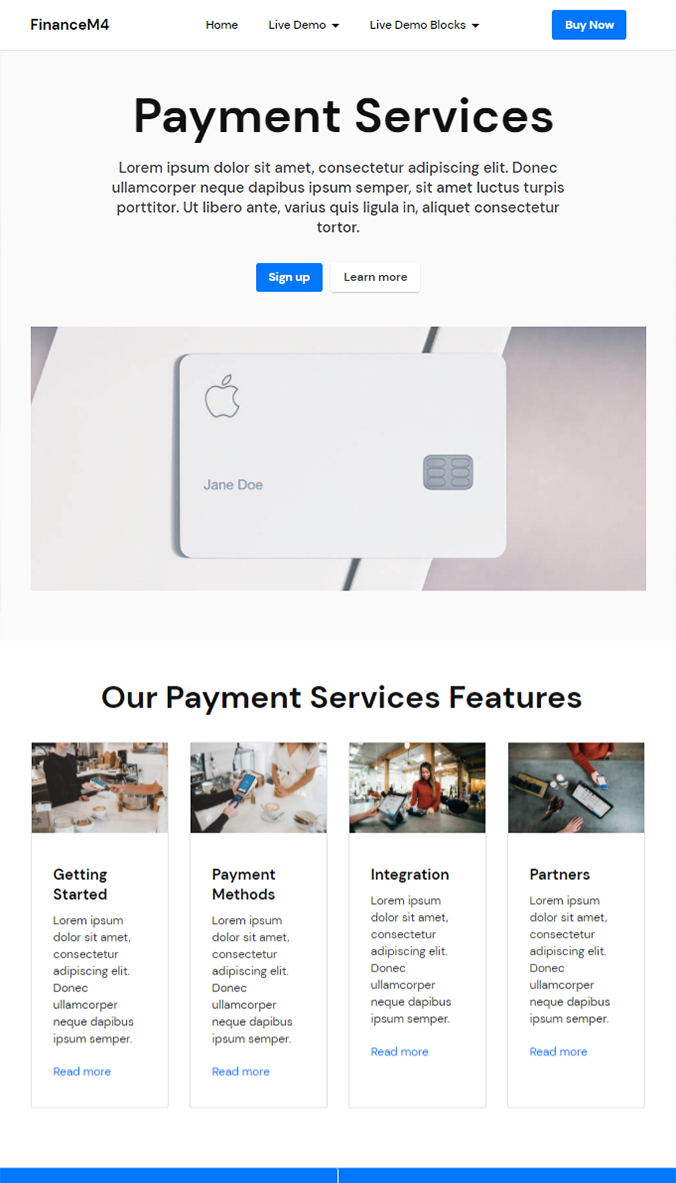 FinanceM4
Home
Live Demo
Live Demo Blocks
Buy Now
Payment Services
Lorem ipsum dolor sit amet, consectetur adipiscing elit. Donec
ullamcorper neque dapibus ipsum semper, sit amet luctus turpis
porttitor. Ut libero ante, varius quis ligula in, aliquet consectetur
tortor.
Sign up
Learn more
Jane Doe
Our Payment Services Features
Getting
Started
Lorem ipsum
dolor sit amet,
consectetur
adipiscing elit.
Donec
ullamcorper
neque dapibus
ipsum semper.
Read more
Payment
Methods
Lorem ipsum
dolor sit amet,
consectetur
adipiscing elit.
Donec
ullamcorper
neque dapibus
ipsum semper.
Read more
Integration
Lorem ipsum
dolor sit amet,
consectetur
adipiscing elit.
Donec
ullamcorper
neque dapibus
ipsum semper.
Read more
Partners
Lorem ipsum
dolor sit amet,
consectetur
adipiscing elit.
Donec
ullamcorper
neque dapibus
ipsum semper.
Read more